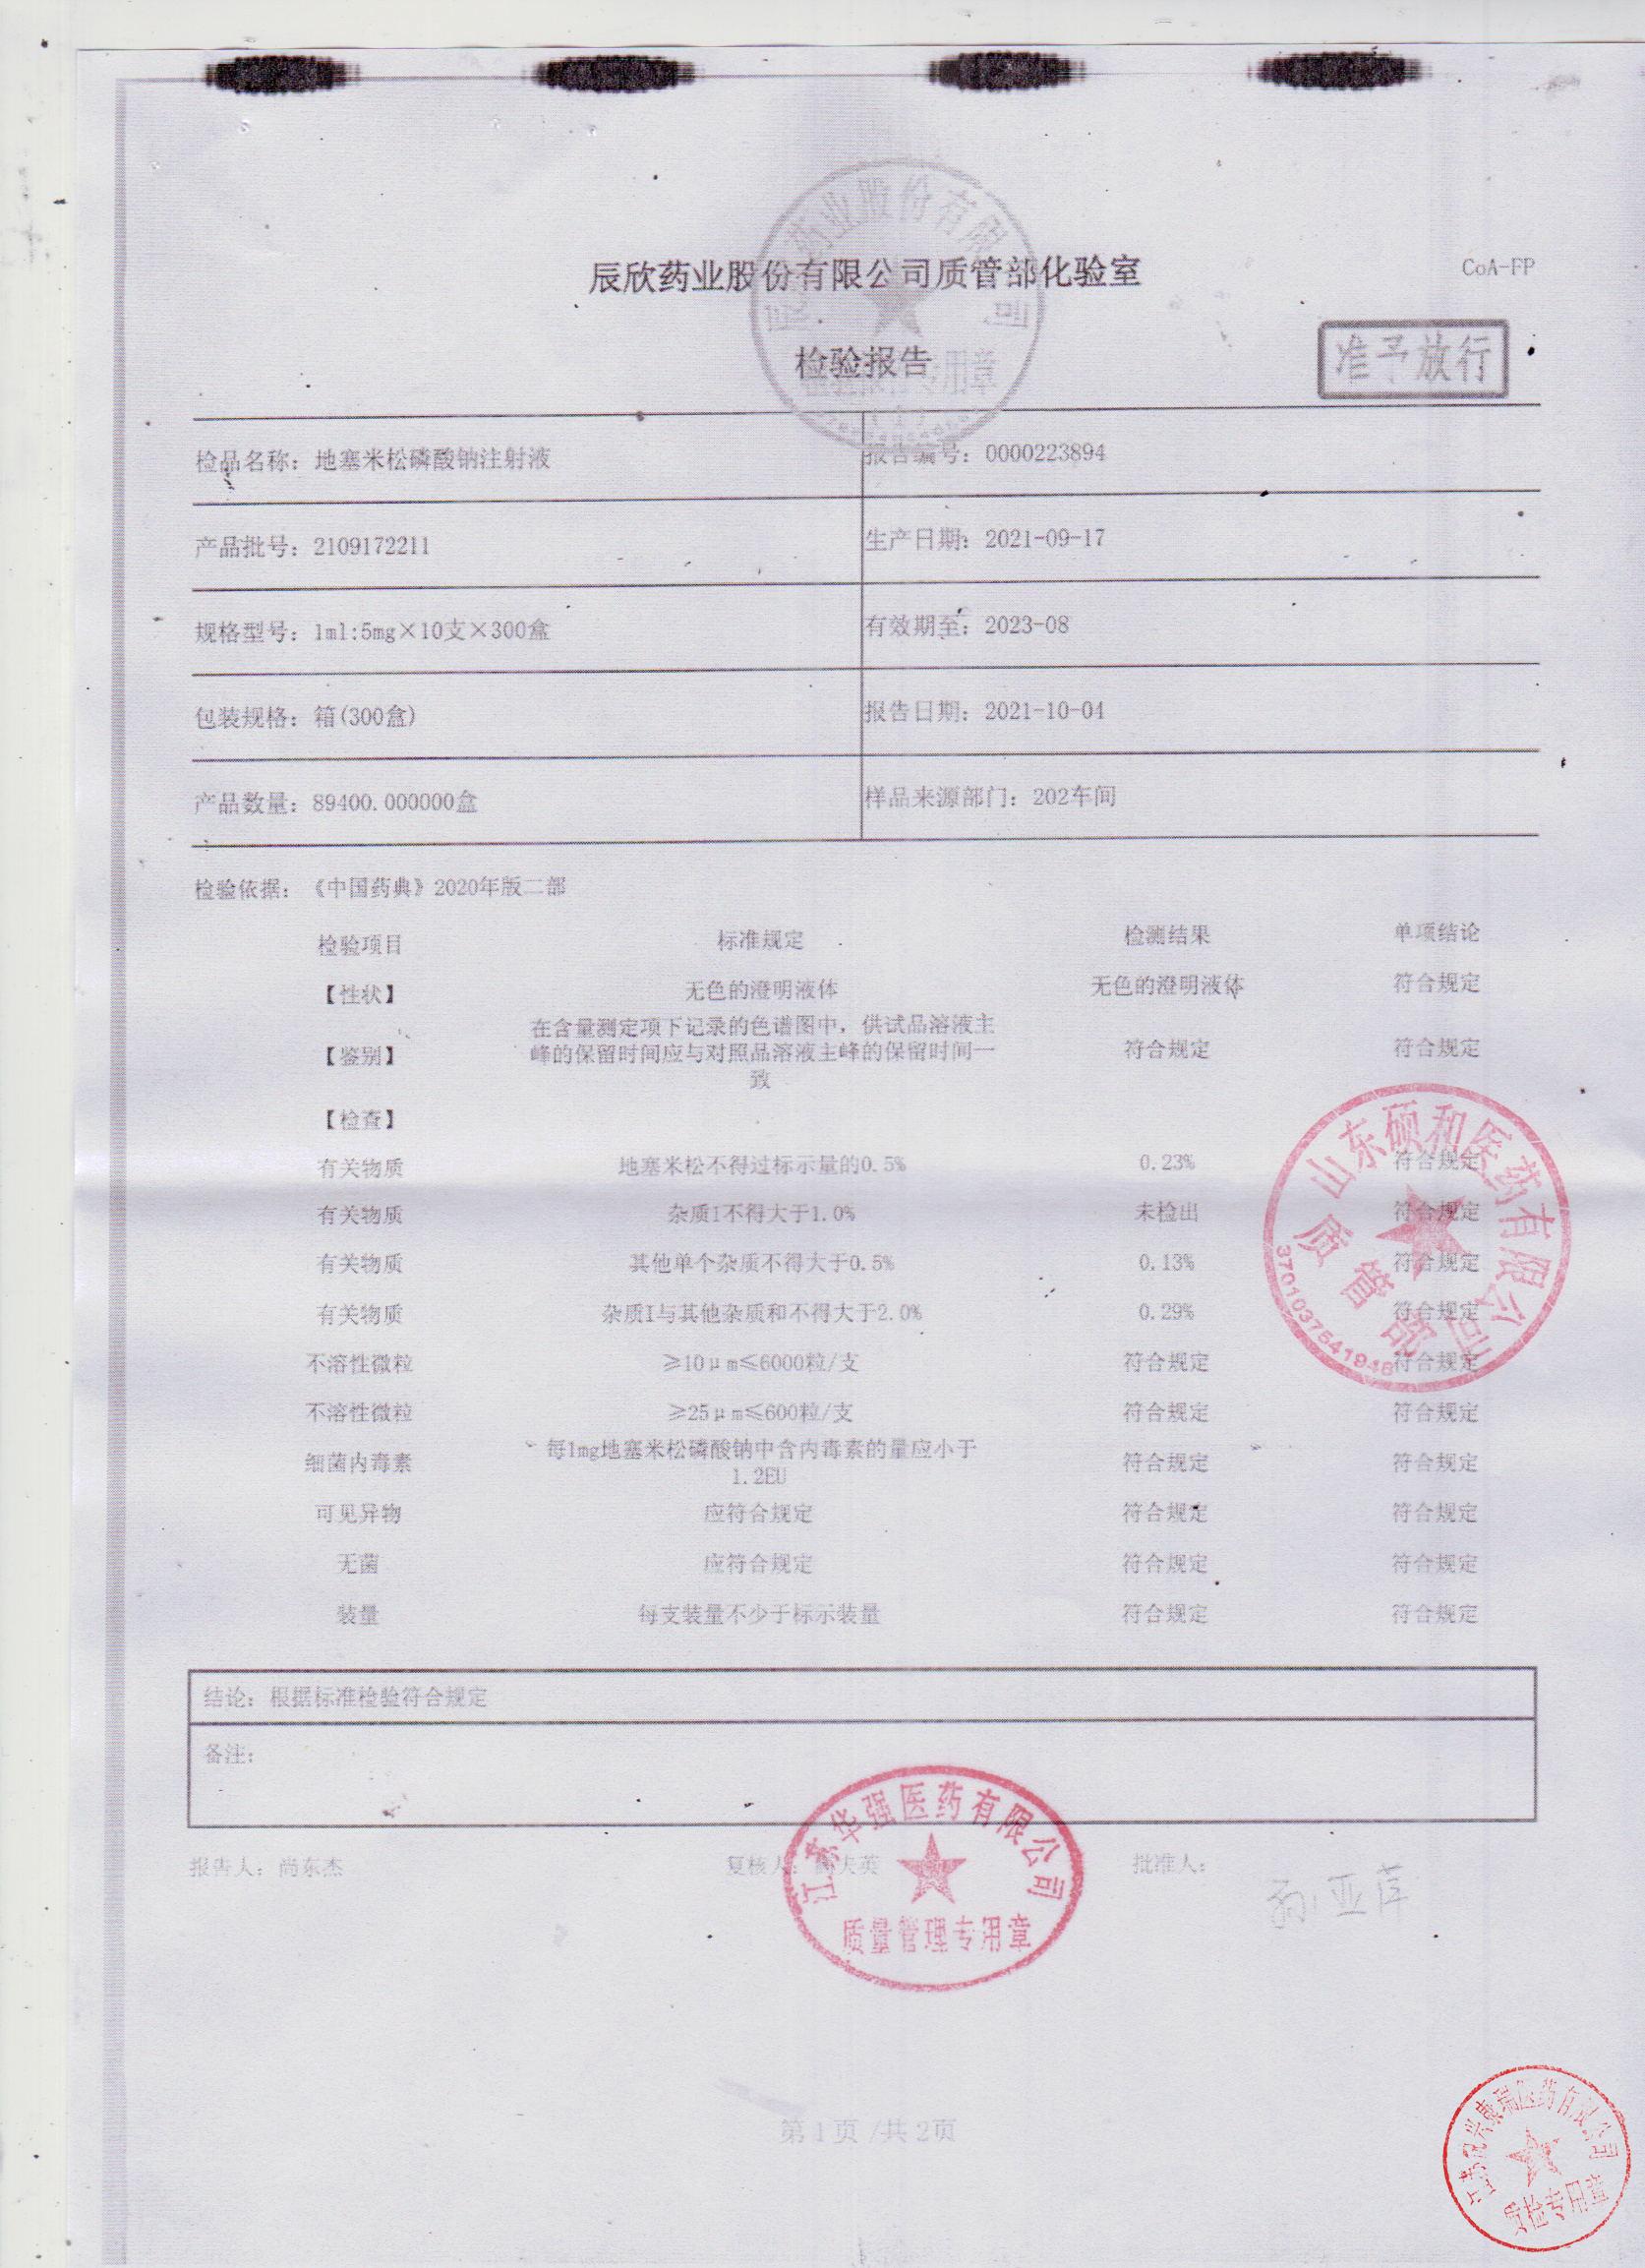 辰欣药业股份有限公司质管部化验室
CoA-FP
检验报告
准予放行
检品名称：地塞米松磷酸钠注射液
报告编号：0000223894
产品批号：2109172211
生产日期：2021-09-17
规格型号：1ml:5mg×10支×300盒
有效期至：2023-08
包装规格：箱(300盒)
报告日期：2021-10-04
产品数量：89400.000000盒
样品来源部门：202车间
检验依据：《中国药典》2020年版二部
检验项目 标准规定 检测结果 单项结论
【性状】 无色的澄明液体 无色的澄明液体 符合规定
在含量测定项下记录的色谱图中，供试品溶液主
【鉴别】 峰的保留时间应与对照品溶液主峰的保留时间一 符合规定 符合规定
致
【检查】
有关物质 地塞米松不得过标示量的0.5% 0.23% 符合规定
有关物质 杂质I不得大于1.0% 未检出 符合规定
有关物质 其他单个杂质不得大于0.5% 0.13% 符合规定
有关物质 杂质I与其他杂质和不得大于2.0% 0.29% 符合规定
不溶性微粒 ≥10μm≤6000粒/支 符合规定 符合规定
不溶性微粒 ≥25μm≤600粒/支 符合规定 符合规定
细菌内毒素 每1mg地塞米松磷酸钠中含内毒素的量应小于 符合规定 符合规定
1.2EU
可见异物 应符合规定 符合规定 符合规定
无菌 应符合规定 符合规定 符合规定
装量 每支装量不少于标示装量 符合规定 符合规定
山东硕和医药有限公司
质管部
3701037541946
结论：根据标准检验符合规定
备注：
报告人：尚东杰
复核人：
批准人：
江苏华强医药有限公司
质量管理专用章
第1页/共2页